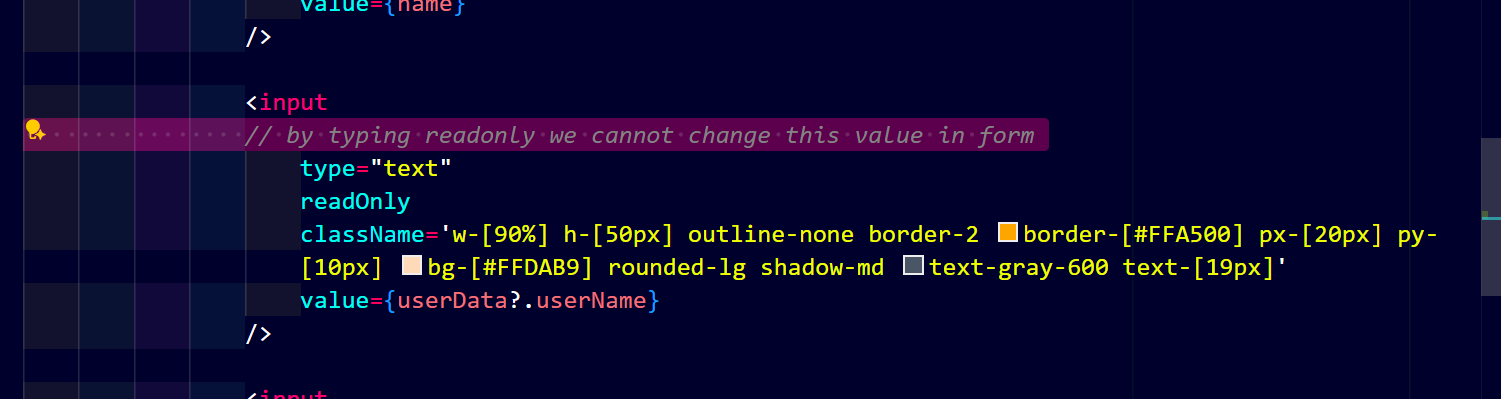 value={name}
/>
<input
// by typing readonly we cannot change this value in form
type="text"
readOnly
className='w-[90%] h-[50px] outline-none border-2 border-[#FFA500] px-[20px] py-
[10px] bg-[#FFDAB9] rounded-lg shadow-md text-gray-600 text-[19px]'
value={userData?.userName}
/>
<input